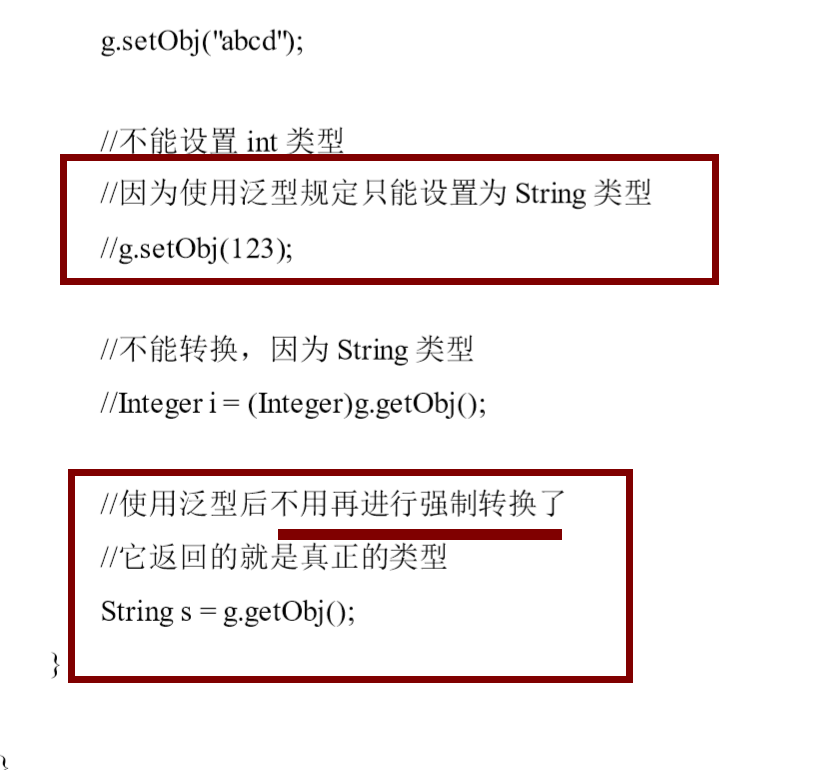 g.setObj("abcd");
//不能设置 int 类型
//因为使用泛型规定只能设置为 String 类型
//g.setObj(123);
//不能转换，因为 String 类型
//Integer i = (Integer)g.getObj();
//使用泛型后不用再进行强制转换了
//它返回的就是真正的类型
String s = g.getObj();
}
}